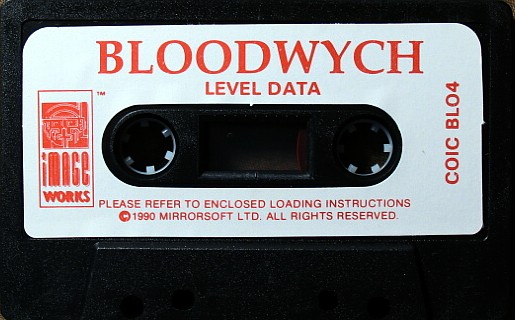 BLOODWYCH
LEVEL DATA
™
IMAGE
WORKS
COIC BLO4
PLEASE REFER TO ENCLOSED LOADING INSTRUCTIONS
©1990 MIRRORSOFT LTD. ALL RIGHTS RESERVED.